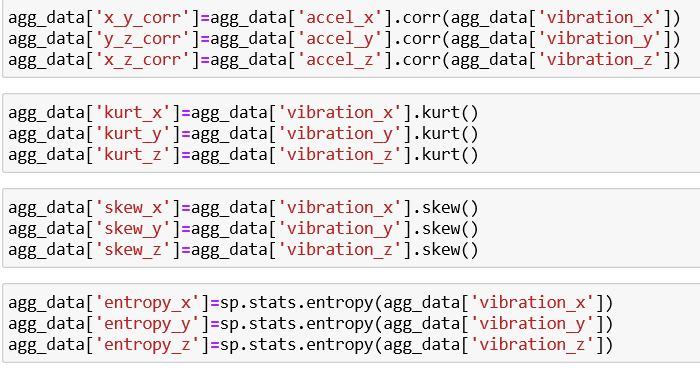 agg_data['x_y_corr']=agg_data['accel_x'].corr(agg_data['vibration_x'])
agg_data['y_z_corr']=agg_data['accel_y'].corr(agg_data['vibration_y'])
agg_data['x_z_corr']=agg_data['accel_z'].corr(agg_data['vibration_z'])
agg_data['kurt_x']=agg_data['vibration_x'].kurt()
agg_data['kurt_y']=agg_data['vibration_y'].kurt()
agg_data['kurt_z']=agg_data['vibration_z'].kurt()
agg_data['skew_x']=agg_data['vibration_x'].skew()
agg_data['skew_y']=agg_data['vibration_y'].skew()
agg_data['skew_z']=agg_data['vibration_z'].skew()
agg_data['entropy_x']=sp.stats.entropy(agg_data['vibration_x'])
agg_data['entropy_y']=sp.stats.entropy(agg_data['vibration_y'])
agg_data['entropy_z']=sp.stats.entropy(agg_data['vibration_z'])